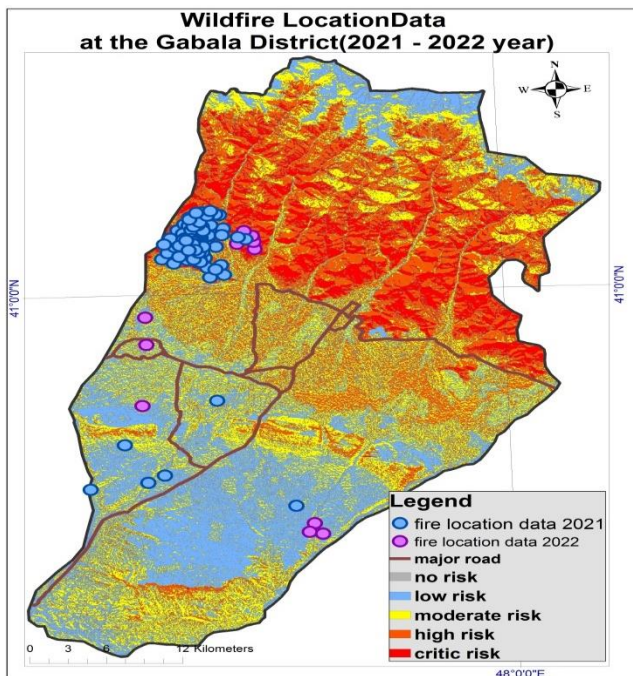 Wildfire LocationData
at the Gabala District(2021 - 2022 year)
N
W E
S
41°0'0"N
41°0'0"N
Legend
fire location data 2021
fire location data 2022
major road
no risk
low risk
moderate risk
high risk
critic risk
0 3 6 12 Kilometers
48°0'0"E